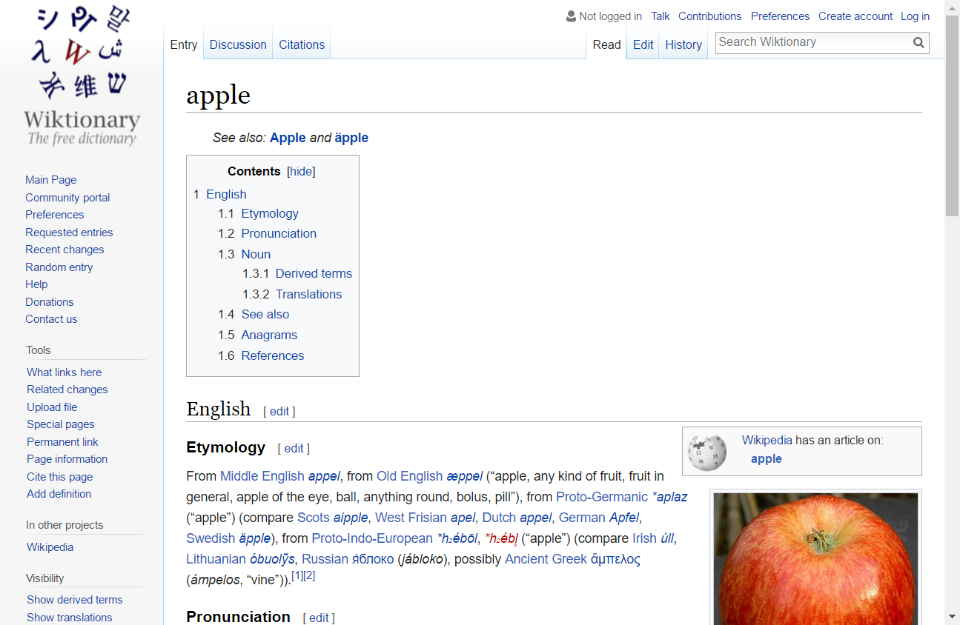 Not logged in Talk Contributions Preferences Create account Log in
Entry Discussion Citations Read Edit History Search Wiktionary
シ 말
λ W ش
维 ש
Wiktionary
The free dictionary
Main Page
Community portal
Preferences
Requested entries
Recent changes
Random entry
Help
Donations
Contact us
Tools
What links here
Related changes
Upload file
Special pages
Permanent link
Page information
Cite this page
Add definition
In other projects
Wikipedia
Visibility
Show derived terms
Show translations
apple
See also: Apple and äpple
Contents [hide]
1 English
1.1 Etymology
1.2 Pronunciation
1.3 Noun
1.3.1 Derived terms
1.3.2 Translations
1.4 See also
1.5 Anagrams
1.6 References
English [ edit ]
Etymology [ edit ]
Wikipedia has an article on:
apple
From Middle English appel, from Old English æppel (“apple, any kind of fruit, fruit in
general, apple of the eye, ball, anything round, bolus, pill”), from Proto-Germanic *aplaz
(“apple”) (compare Scots aipple, West Frisian apel, Dutch appel, German Apfel,
Swedish äpple), from Proto-Indo-European *h₂ébōl, *h₂ébl̥ (“apple”) (compare Irish úll,
Lithuanian óbuolỹs, Russian я́блоко (jábloko), possibly Ancient Greek ἄμπελος
(ámpelos, “vine”)).[1][2]
Pronunciation [ edit ]